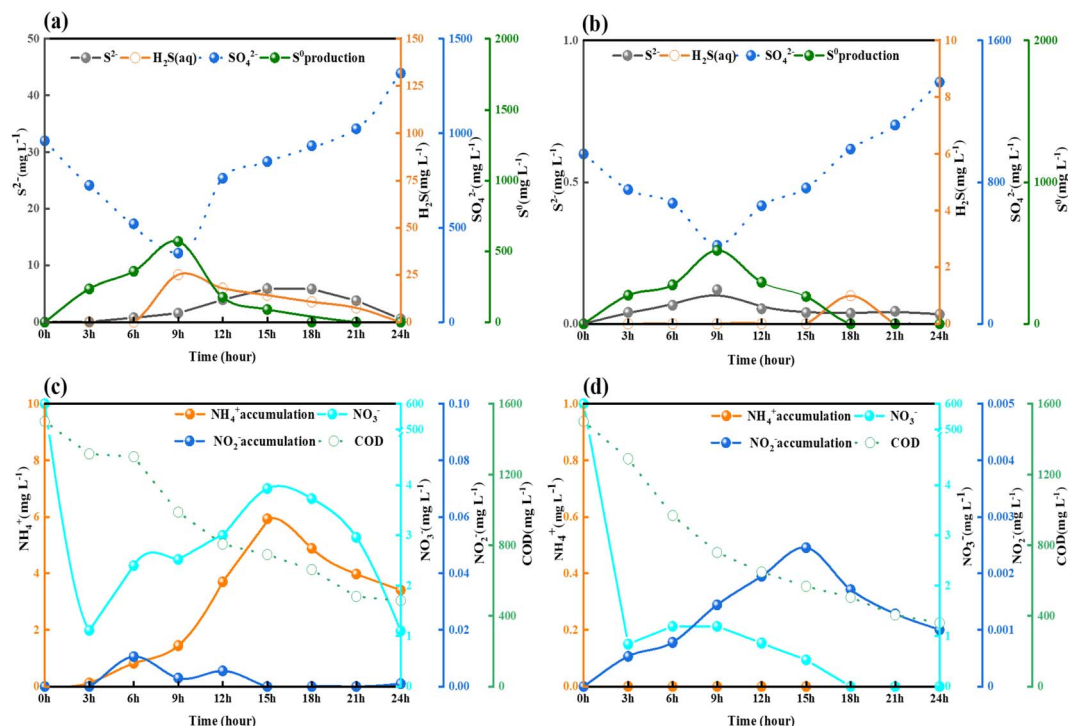 (a)
50
40
30
20
10
0
S²⁻(mg L⁻¹)
S²⁻ H₂S(aq) SO₄²⁻ S⁰production
150
125
100
75
50
25
0
H₂S(mg L⁻¹)
1500
1000
500
0
SO₄²⁻(mg L⁻¹)
2000
1500
1000
500
0
S⁰(mg L⁻¹)
0h 3h 6h 9h 12h 15h 18h 21h 24h
Time (hour)
(b)
1.0
0.5
0.0
S²⁻(mg L⁻¹)
S²⁻ H₂S(aq) SO₄²⁻ S⁰production
10
8
6
4
2
0
H₂S(mg L⁻¹)
1600
800
0
SO₄²⁻(mg L⁻¹)
2000
1000
0
S⁰(mg L⁻¹)
0h 3h 6h 9h 12h 15h 18h 21h 24h
Time (hour)
(c)
10
8
6
4
2
0
NH₄⁺(mg L⁻¹)
NH₄⁺accumulation NO₃⁻
NO₂⁻accumulation COD
600
500
4
3
2
1
0
NO₃⁻(mg L⁻¹)
0.10
0.08
0.06
0.04
0.02
0.00
NO₂⁻(mg L⁻¹)
1600
1200
800
400
0
COD(mg L⁻¹)
0h 3h 6h 9h 12h 15h 18h 21h 24h
Time (hour)
(d)
1.0
0.8
0.6
0.4
0.2
0.0
NH₄⁺(mg L⁻¹)
NH₄⁺accumulation NO₃⁻
NO₂⁻accumulation COD
600
500
4
3
2
1
0
NO₃⁻(mg L⁻¹)
0.005
0.004
0.003
0.002
0.001
0.000
NO₂⁻(mg L⁻¹)
1600
1200
800
400
0
COD(mg L⁻¹)
0h 3h 6h 9h 12h 15h 18h 21h 24h
Time (hour)